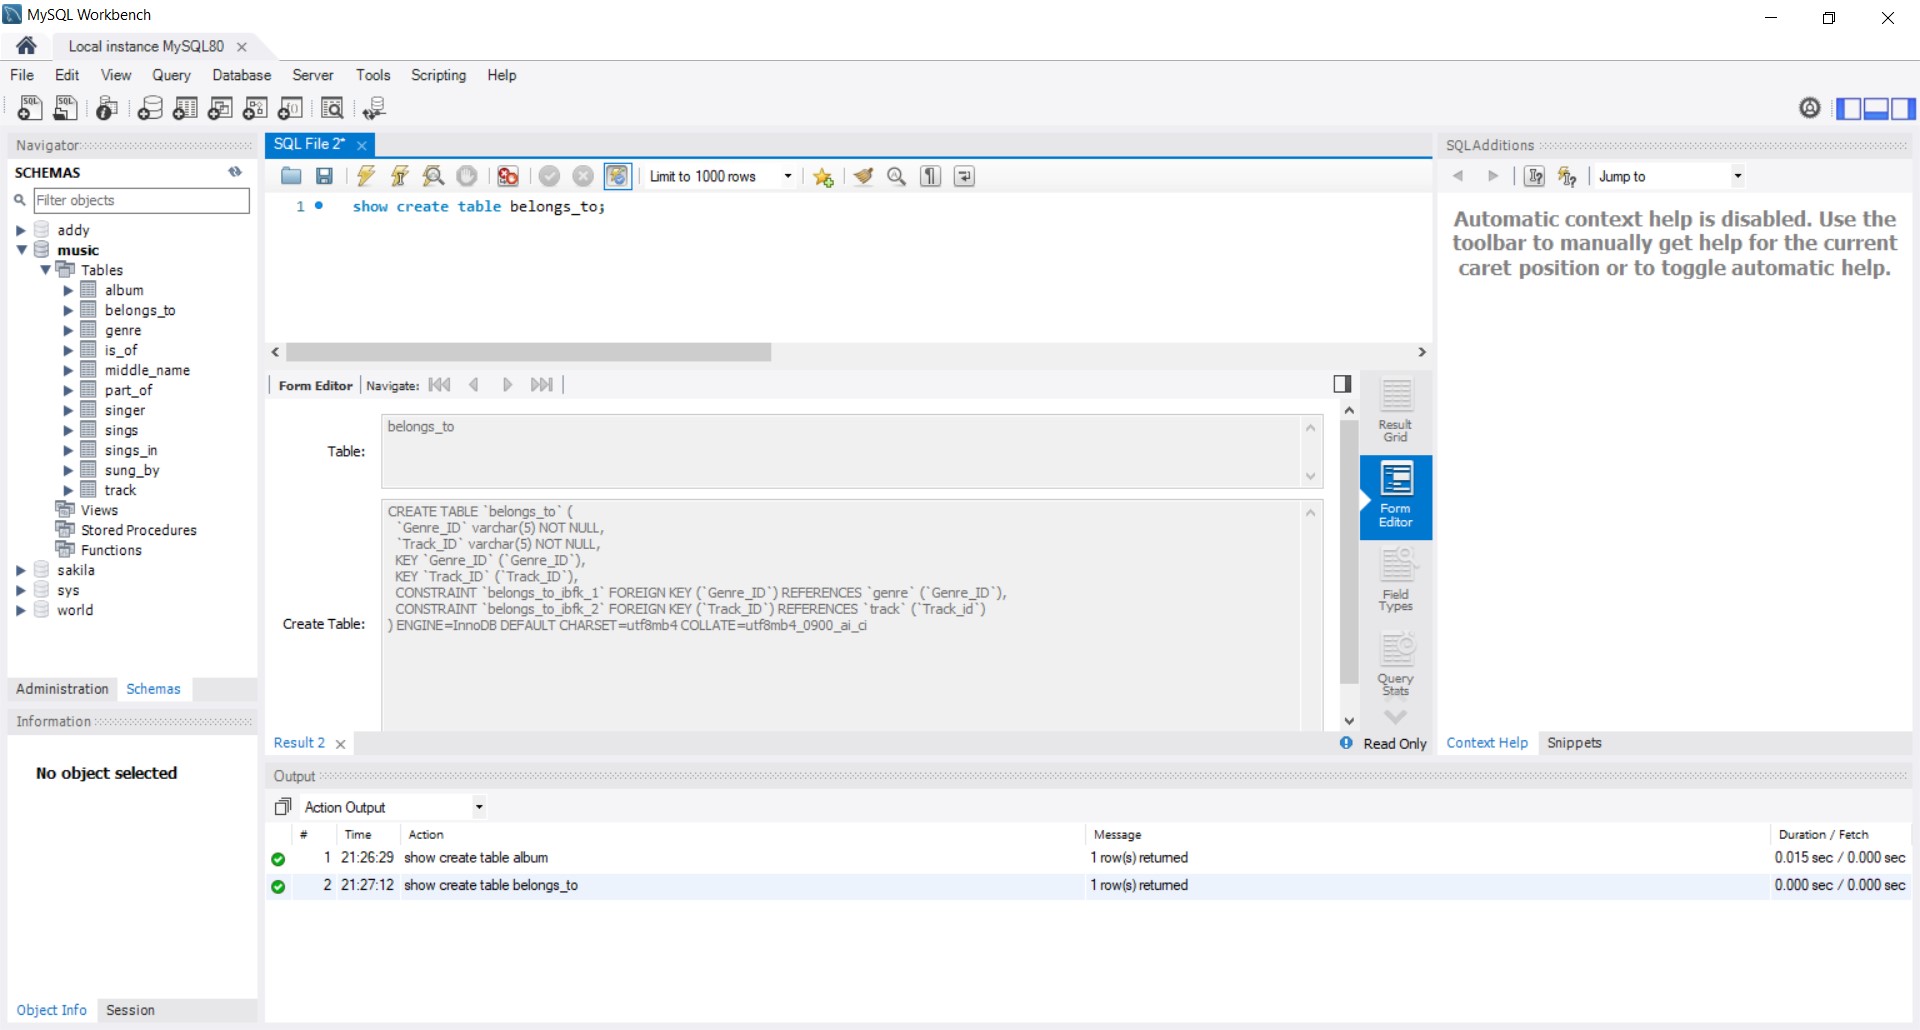 MySQL Workbench
Local instance MySQL80
File Edit View Query Database Server Tools Scripting Help
Navigator
SCHEMAS
Filter objects
addy
music
Tables
album
belongs_to
genre
is_of
middle_name
part_of
singer
sings
sings_in
sung_by
track
Views
Stored Procedures
Functions
sakila
sys
world
Administration Schemas
Information
No object selected
Object Info Session
SQL File 2*
Limit to 1000 rows
1 show create table belongs_to;
Form Editor Navigate:
Table:
belongs_to
Create Table:
CREATE TABLE `belongs_to` (
`Genre_ID` varchar(5) NOT NULL,
`Track_ID` varchar(5) NOT NULL,
KEY `Genre_ID` (`Genre_ID`),
KEY `Track_ID` (`Track_ID`),
CONSTRAINT `belongs_to_ibfk_1` FOREIGN KEY (`Genre_ID`) REFERENCES `genre` (`Genre_ID`),
CONSTRAINT `belongs_to_ibfk_2` FOREIGN KEY (`Track_ID`) REFERENCES `track` (`Track_id`)
) ENGINE=InnoDB DEFAULT CHARSET=utf8mb4 COLLATE=utf8mb4_0900_ai_ci
Result
Grid
Form
Editor
Field
Types
Query
Stats
Result 2
Read Only
SQLAdditions
Jump to
Automatic context help is disabled. Use the
toolbar to manually get help for the current
caret position or to toggle automatic help.
Context Help Snippets
Output
Action Output
# Time Action Message Duration / Fetch
1 21:26:29 show create table album 1 row(s) returned 0.015 sec / 0.000 sec
2 21:27:12 show create table belongs_to 1 row(s) returned 0.000 sec / 0.000 sec